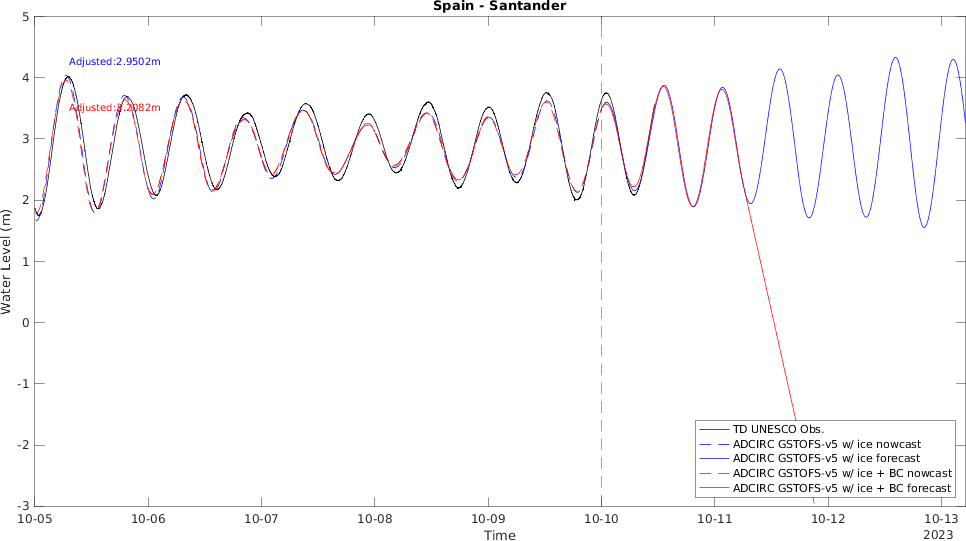 Spain - Santander
5
4
3
2
1
0
-1
-2
-3
Water Level (m)
Adjusted:2.9502m
TD UNESCO Obs.
ADCIRC GSTOFS-v5 w/ ice nowcast
ADCIRC GSTOFS-v5 w/ ice forecast
ADCIRC GSTOFS-v5 w/ ice + BC nowcast
ADCIRC GSTOFS-v5 w/ ice + BC forecast
10-05
10-06
10-07
10-08
10-09
10-10
10-11
10-12
10-13
Time
2023